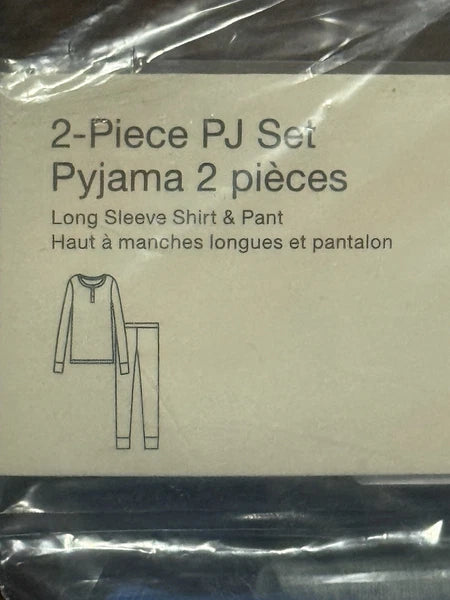 2-Piece PJ Set
Pyjama 2 pièces
Long Sleeve Shirt & Pant
Haut à manches longues et pantalon